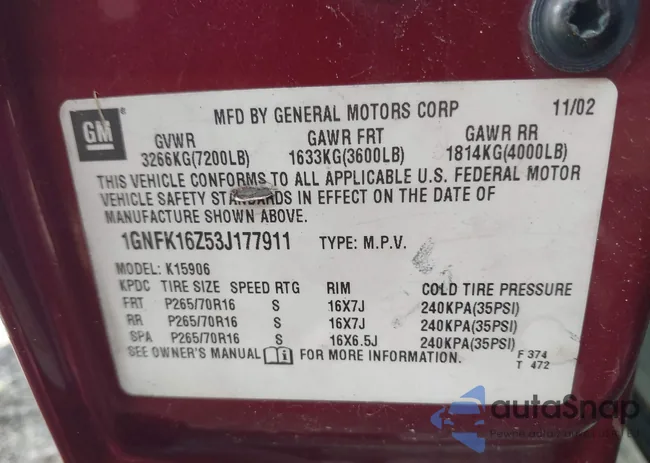 GM
MFD BY GENERAL MOTORS CORP 11/02
GVWR GAWR FRT GAWR RR
3266KG(7200LB) 1633KG(3600LB) 1814KG(4000LB)
THIS VEHICLE CONFORMS TO ALL APPLICABLE U.S. FEDERAL MOTOR
VEHICLE SAFETY STANDARDS IN EFFECT ON THE DATE OF
MANUFACTURE SHOWN ABOVE.
1GNFK16Z53J177911 TYPE: M.P.V.
MODEL: K15906
KPDC TIRE SIZE SPEED RTG RIM COLD TIRE PRESSURE
FRT P265/70R16 S 16X7J 240KPA(35PSI)
RR P265/70R16 S 16X7J 240KPA(35PSI)
SPA P265/70R16 S 16X6.5J 240KPA(35PSI)
SEE OWNER'S MANUAL FOR MORE INFORMATION.
F 374
T 472
autaSnap